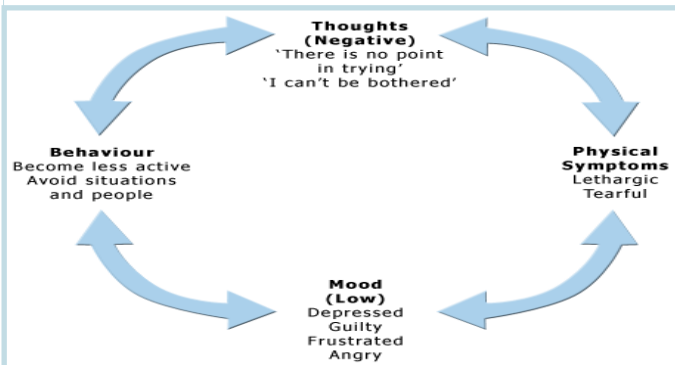 Thoughts
(Negative)
‘There is no point
in trying’
‘I can’t be bothered’
Behaviour
Become less active
Avoid situations
and people
Physical
Symptoms
Lethargic
Tearful
Mood
(Low)
Depressed
Guilty
Frustrated
Angry